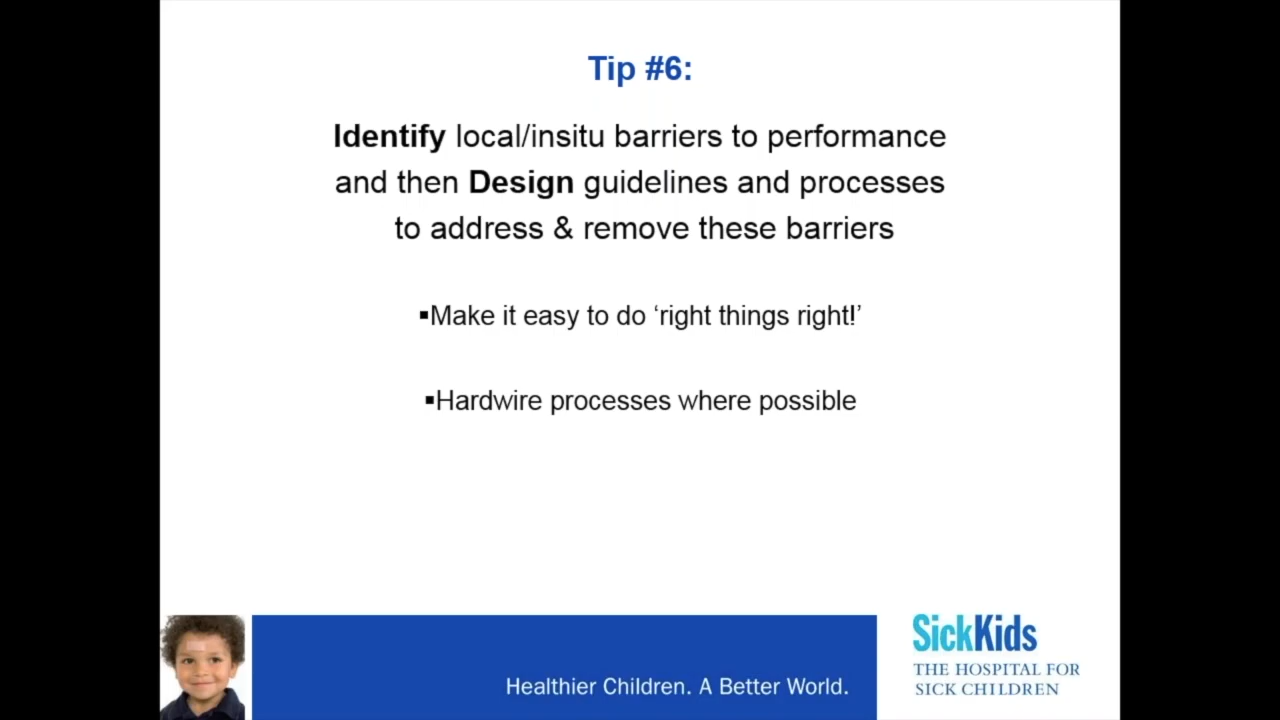 Tip #6:
Identify local/insitu barriers to performance
and then Design guidelines and processes
to address & remove these barriers
▪Make it easy to do ‘right things right!’
▪Hardwire processes where possible
Healthier Children. A Better World.
SickKids
THE HOSPITAL FOR
SICK CHILDREN